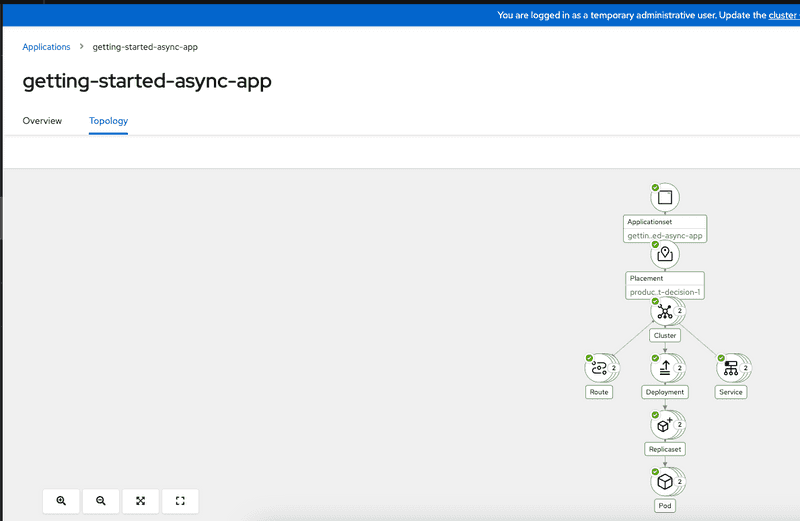 You are logged in as a temporary administrative user. Update the cluster
Applications > getting-started-async-app
getting-started-async-app
Overview Topology
Applicationset
gettin..ed-async-app
Placement
produc..t-decision-1
2
Cluster
2 2 2
Route Deployment Service
2
Replicaset
2
Pod